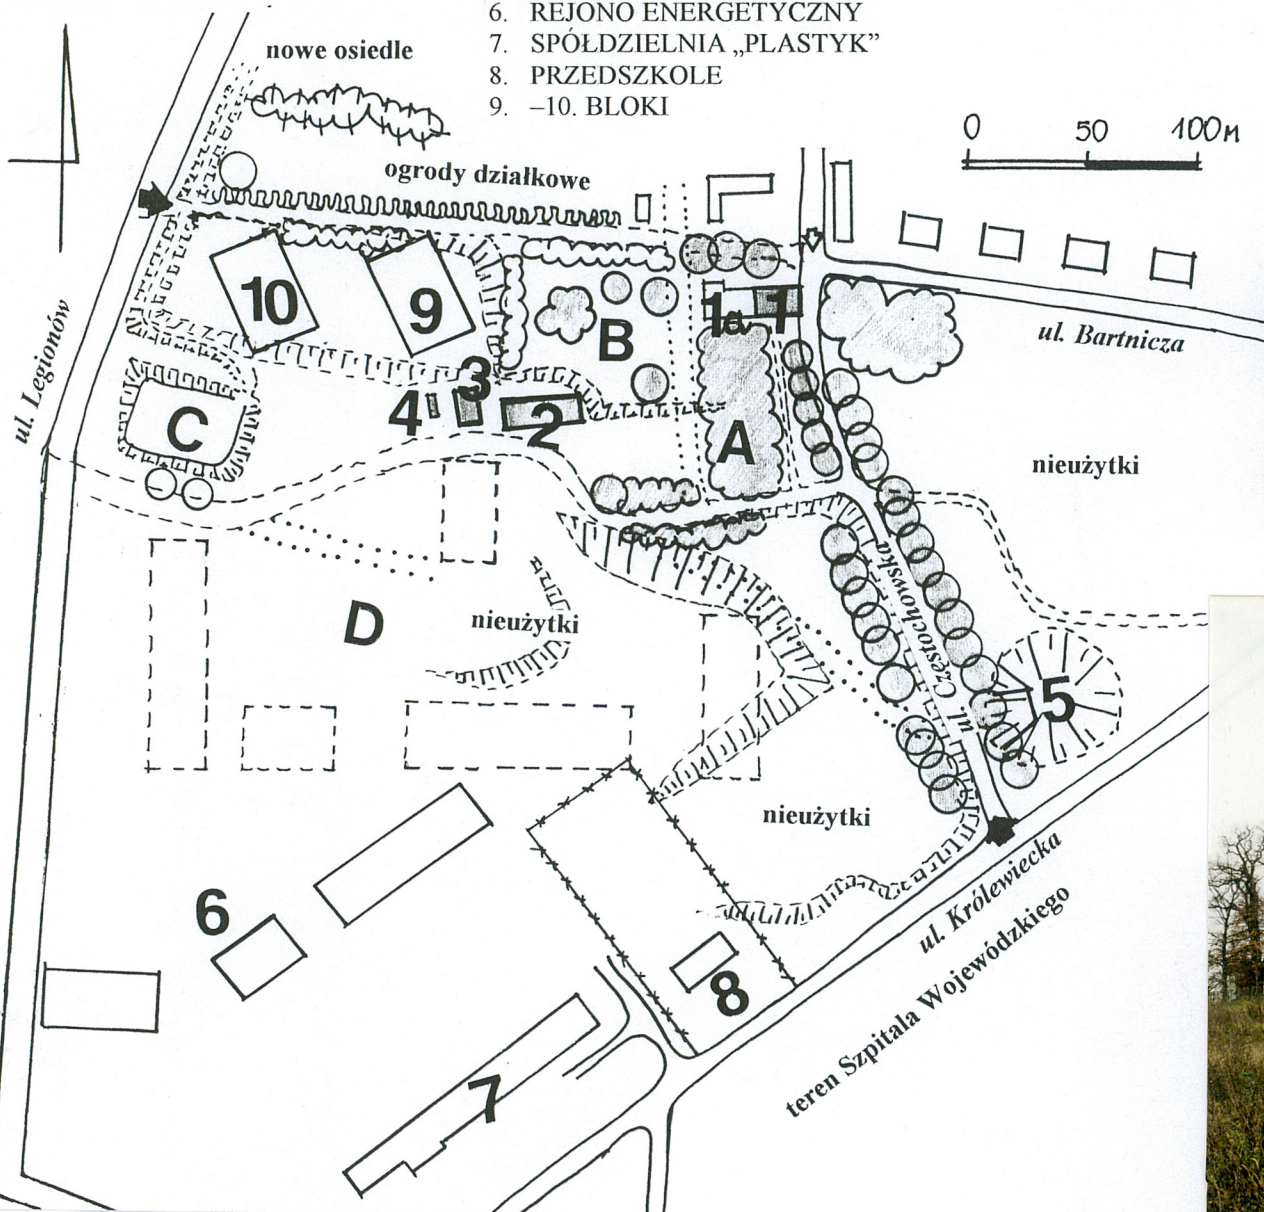 6. REJONO ENERGETYCZNY
7. SPÓŁDZIELNIA „PLASTYK”
8. PRZEDSZKOLE
9. –10. BLOKI
nowe osiedle
0 50 100м
ogrody działkowe
10
9
B
1a
1
ul. Bartnicza
ul. Legionów
3
4
2
C
A
nieużytki
D
nieużytki
ul Częstochowska
5
nieużytki
ul. Królewiecka
teren Szpitala Wojewódzkiego
6
8
7